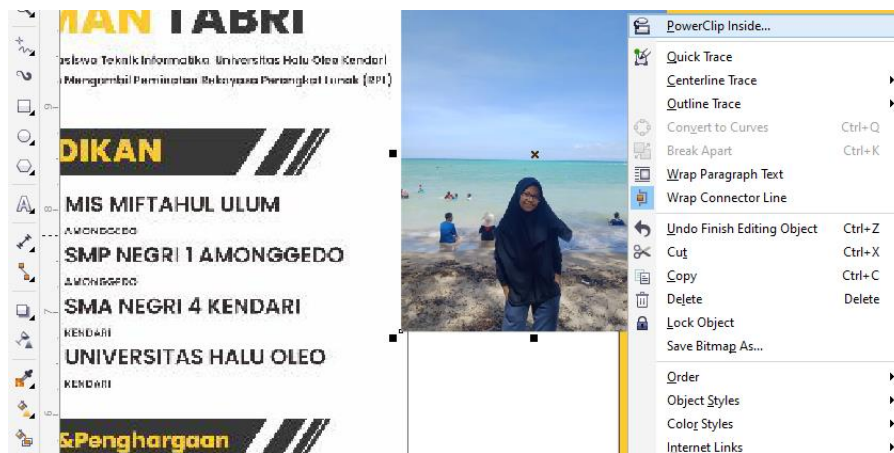 MAN TABRI
asiswa Teknik Informatika Universitas Halu Oleo Kendari
Mengambil Peminatan Rekayasa Perangkat Lunak (RPL)
DIKAN
MIS MIFTAHUL ULUM
AMONGGEDO
SMP NEGRI 1 AMONGGEDO
AMONGGEDO
SMA NEGRI 4 KENDARI
KENDARI
UNIVERSITAS HALU OLEO
KENDARI
&Penghargaan
PowerClip Inside...
Quick Trace
Centerline Trace
Outline Trace
Convert to Curves Ctrl+Q
Break Apart Ctrl+K
Wrap Paragraph Text
Wrap Connector Line
Undo Finish Editing Object Ctrl+Z
Cut Ctrl+X
Copy Ctrl+C
Delete Delete
Lock Object
Save Bitmap As...
Order
Object Styles
Color Styles
Internet Links